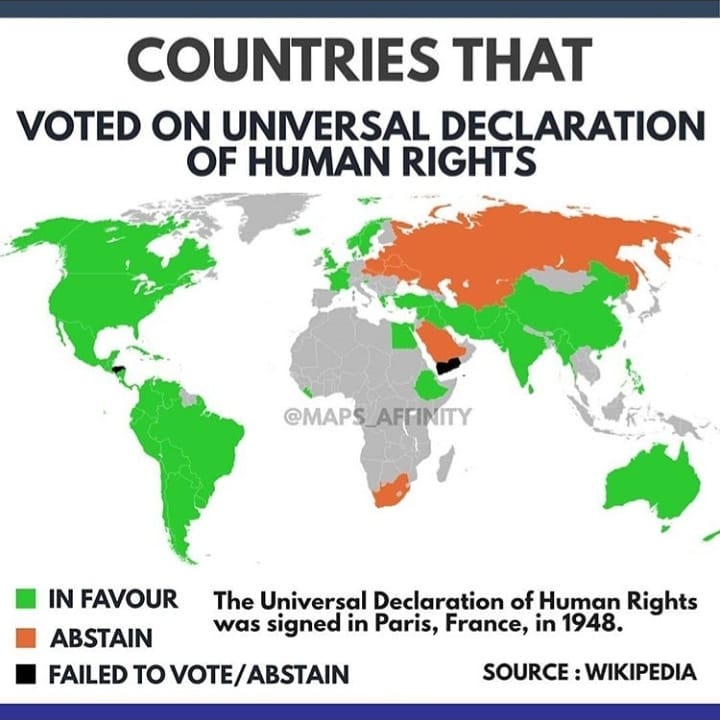 COUNTRIES THAT
VOTED ON UNIVERSAL DECLARATION
OF HUMAN RIGHTS
@MAPS_AFFINITY
IN FAVOUR
The Universal Declaration of Human Rights
was signed in Paris, France, in 1948.
ABSTAIN
FAILED TO VOTE/ABSTAIN
SOURCE : WIKIPEDIA